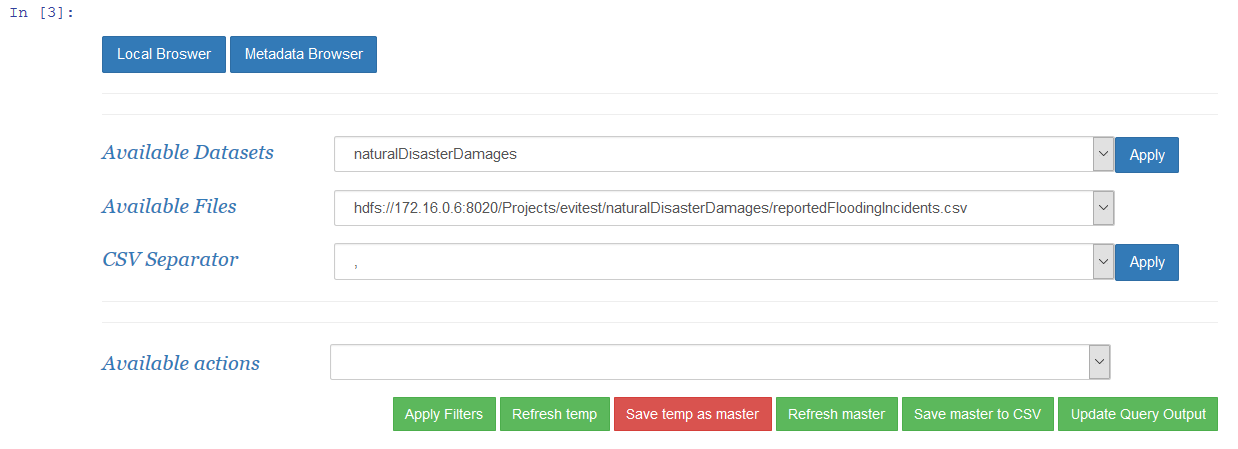 In [3]:
Local Broswer Metadata Browser
Available Datasets naturalDisasterDamages Apply
Available Files hdfs://172.16.0.6:8020/Projects/evitest/naturalDisasterDamages/reportedFloodingIncidents.csv
CSV Separator , Apply
Available actions
Apply Filters Refresh temp Save temp as master Refresh master Save master to CSV Update Query Output